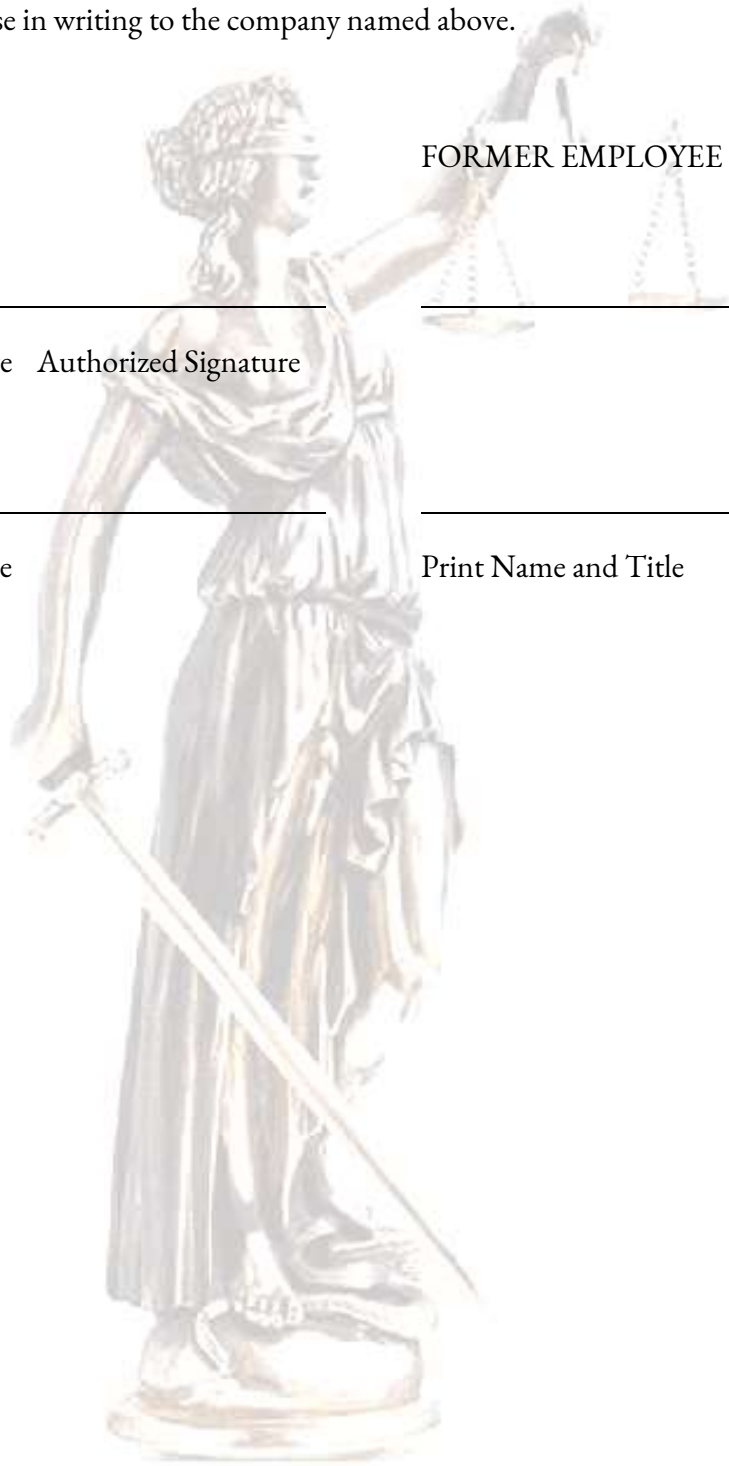 se in writing to the company named above.
FORMER EMPLOYEE
e Authorized Signature
e Print Name and Title